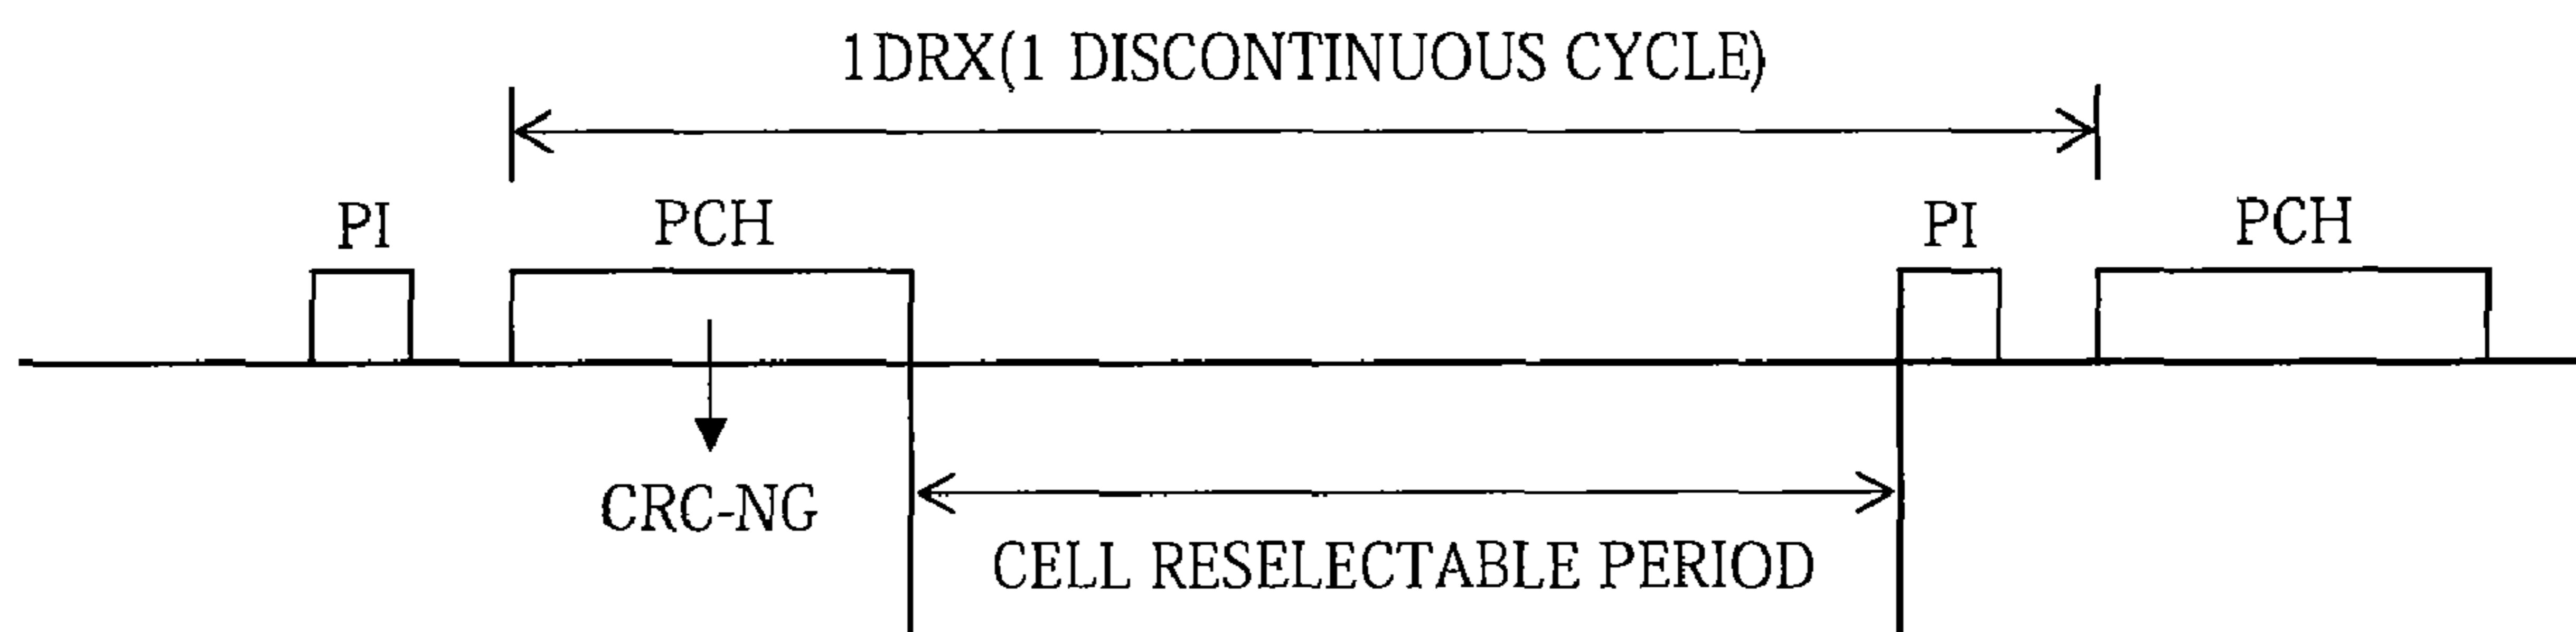 1DRX(1 DISCONTINUOUS CYCLE)
PI
PCH
PI
PCH
CRC-NG
CELL RESELECTABLE PERIOD